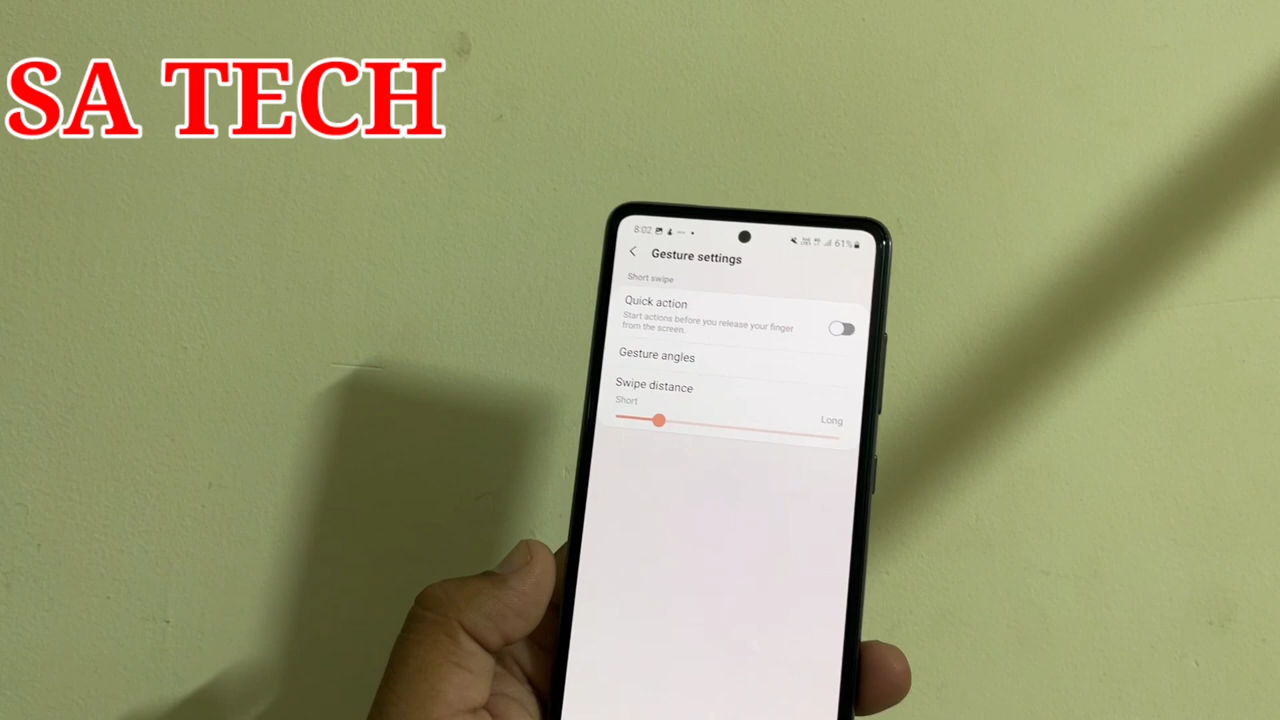 SA TECH
8:02
61%
Gesture settings
Short swipe
Quick action
Start actions before you release your finger
from the screen.
Gesture angles
Swipe distance
Short
Long